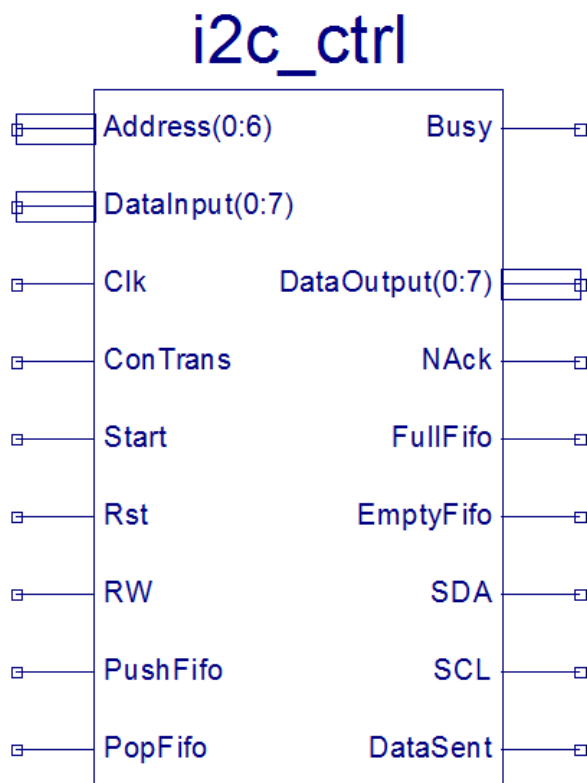 i2c_ctrl
Address(0:6)
Busy
DataInput(0:7)
Clk
DataOutput(0:7)
ConTrans
NAck
Start
FullFifo
Rst
EmptyFifo
RW
SDA
PushFifo
SCL
PopFifo
DataSent